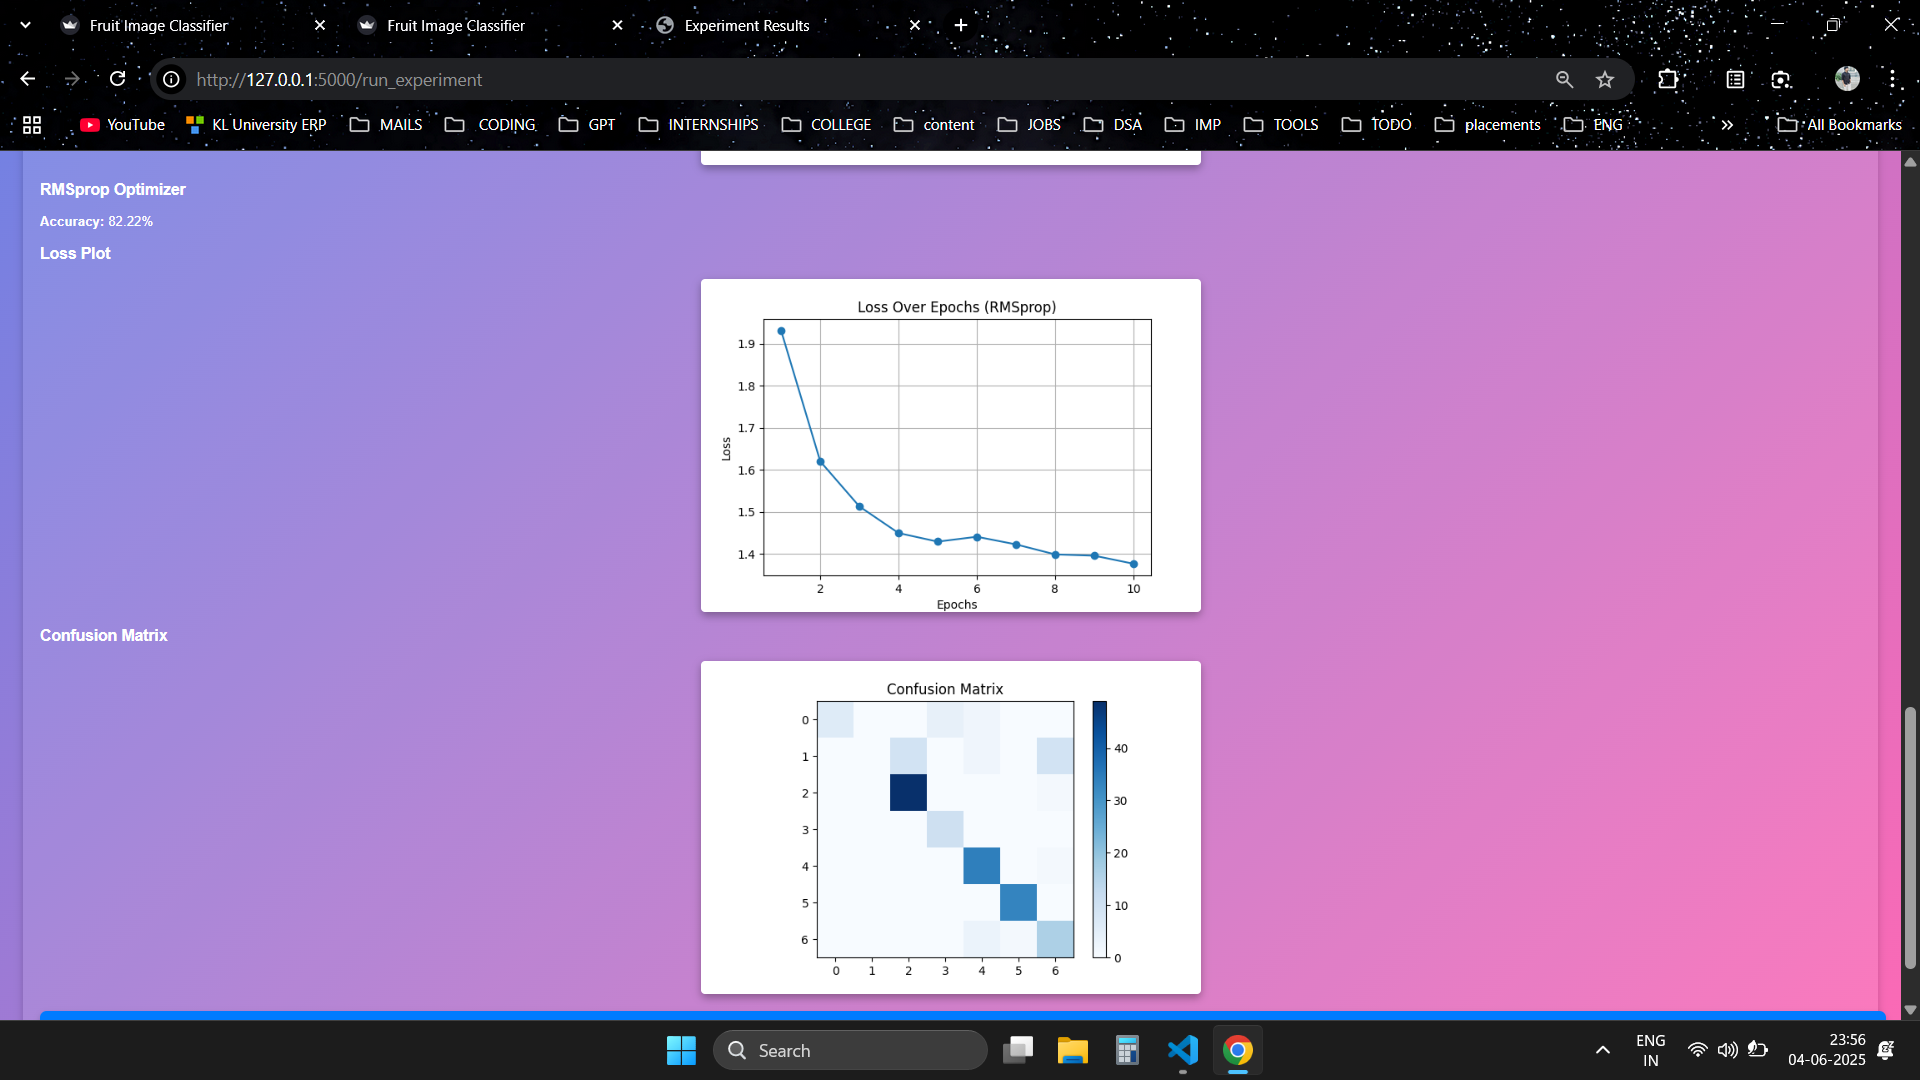 Fruit Image Classifier
Fruit Image Classifier
Experiment Results
http://127.0.0.1:5000/run_experiment
YouTube
KL University ERP
MAILS
CODING
GPT
INTERNSHIPS
COLLEGE
content
JOBS
DSA
IMP
TOOLS
TODO
placements
ENG
All Bookmarks
RMSprop Optimizer
Accuracy: 82.22%
Loss Plot
Loss Over Epochs (RMSprop)
1.9
1.8
1.7
1.6
1.5
1.4
Loss
2 4 6 8 10
Epochs
Confusion Matrix
Confusion Matrix
0
1
2
3
4
5
6
0 1 2 3 4 5 6
40
30
20
10
0
Search
ENG
IN
23:56
04-06-2025